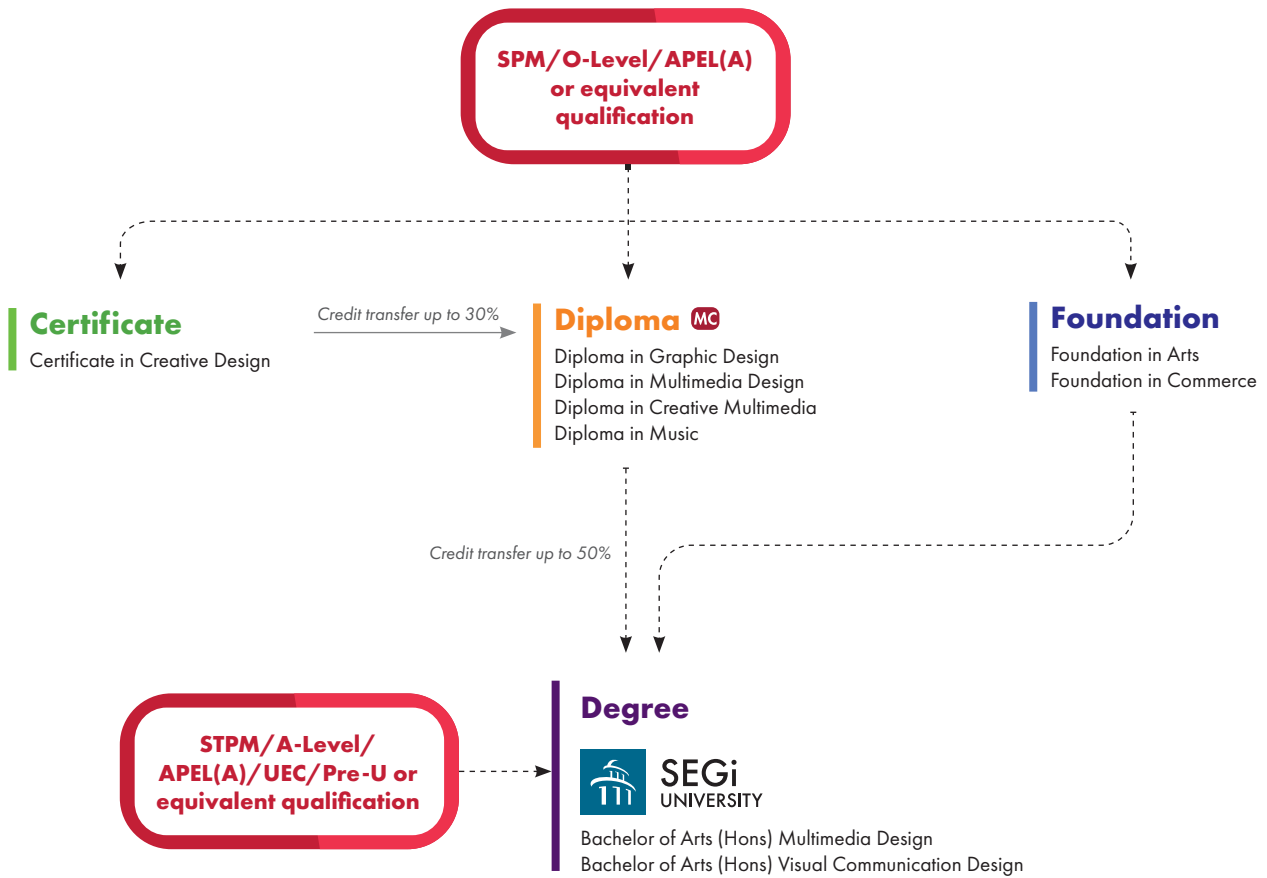 SPM/O-Level/APEL(A)
or equivalent
qualification
Certificate
Certificate in Creative Design
Credit transfer up to 30%
Diploma MC
Diploma in Graphic Design
Diploma in Multimedia Design
Diploma in Creative Multimedia
Diploma in Music
Foundation
Foundation in Arts
Foundation in Commerce
Credit transfer up to 50%
STPM/A-Level/
APEL(A)/UEC/Pre-U or
equivalent qualification
Degree
SEGi
UNIVERSITY
Bachelor of Arts (Hons) Multimedia Design
Bachelor of Arts (Hons) Visual Communication Design